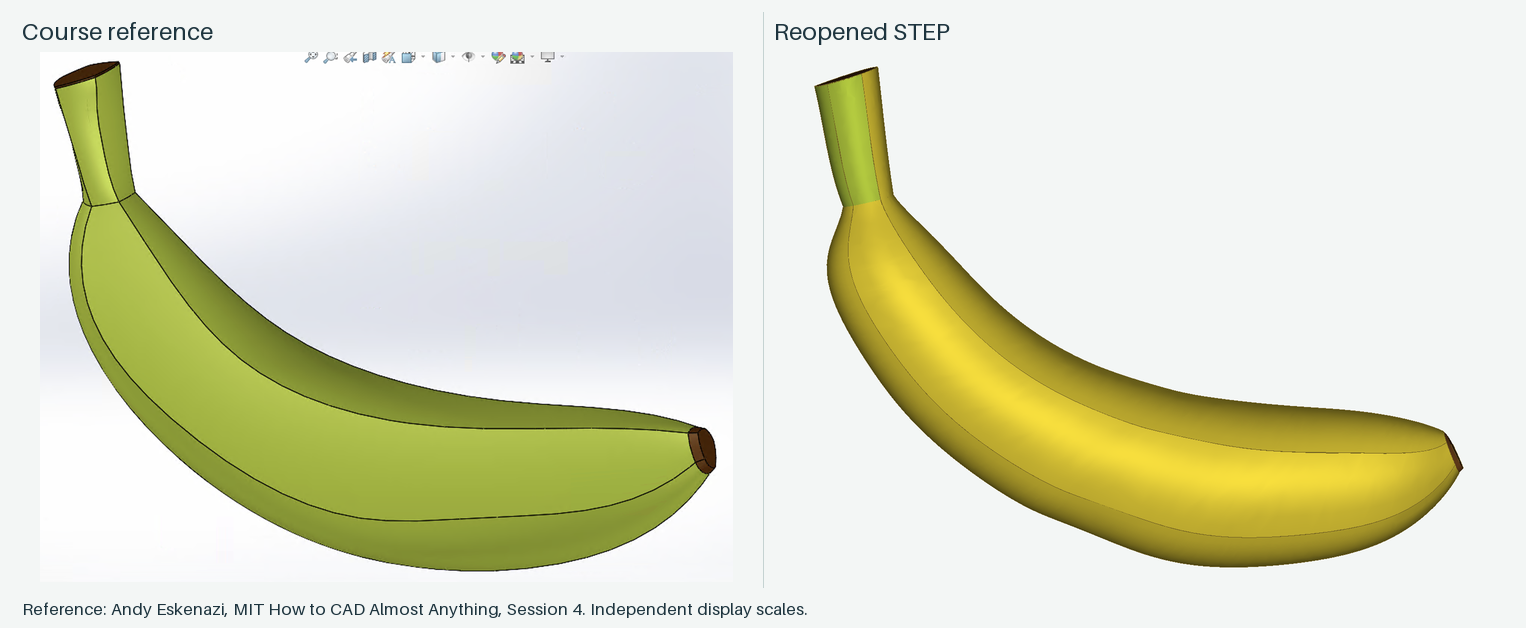 Course reference
Reopened STEP
Reference: Andy Eskenazi, MIT How to CAD Almost Anything, Session 4. Independent display scales.